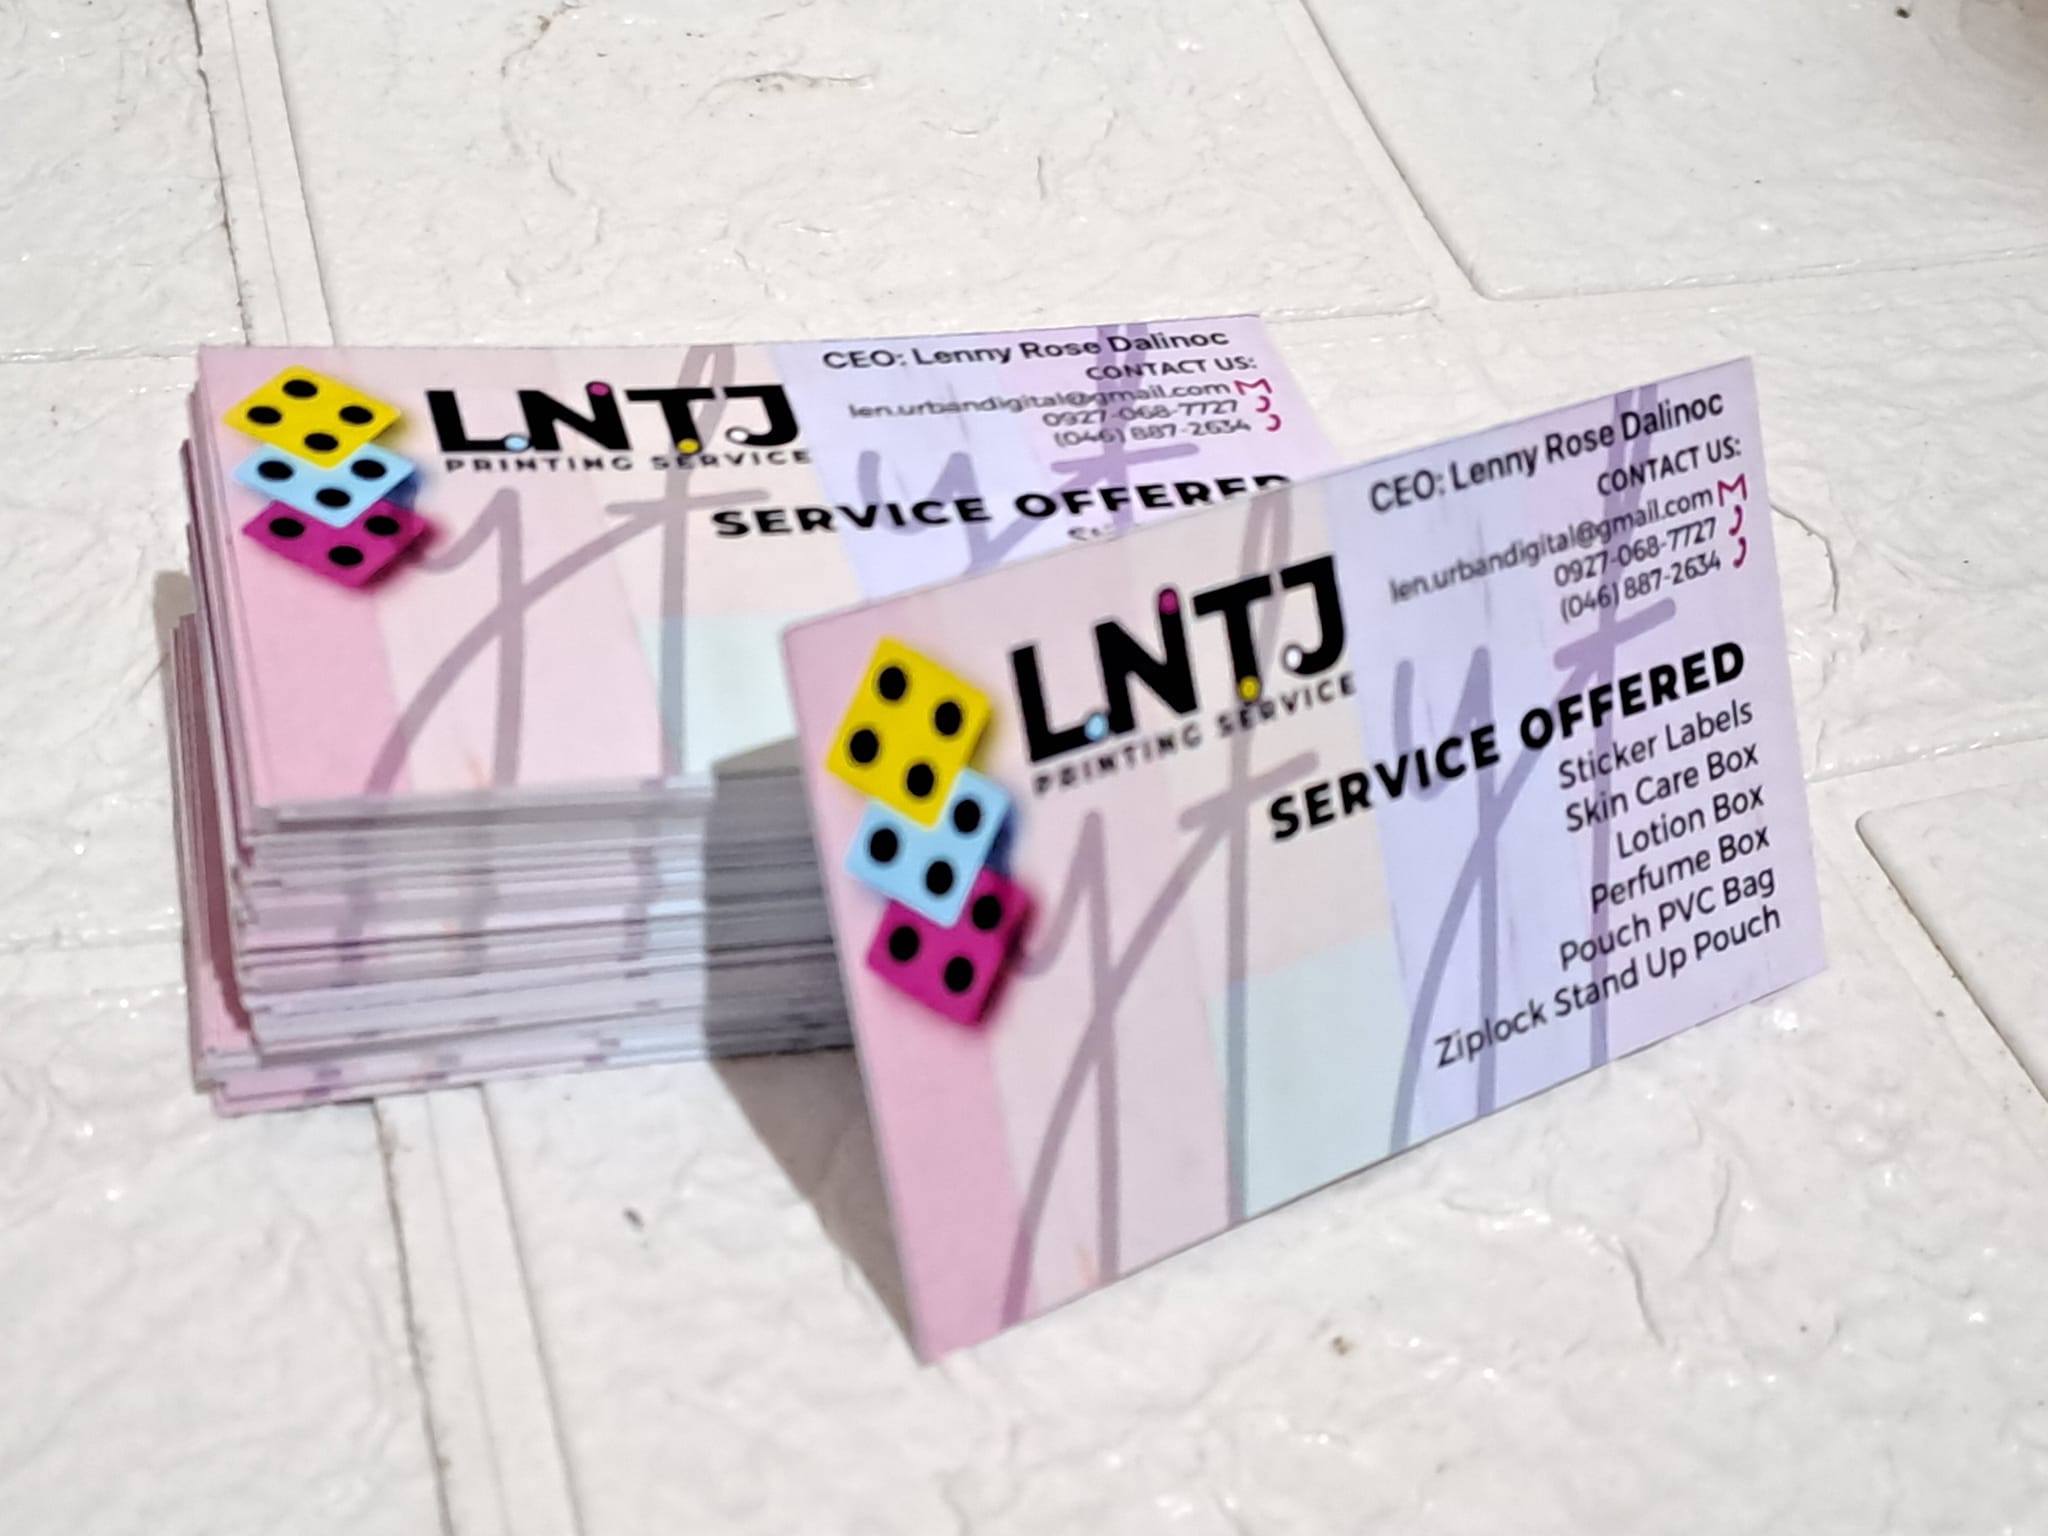 LNTJ
PRINTING SERVICE
CEO: Lenny Rose Dalinoc
CONTACT US:
len.urbandigital@gmail.com
0927-068-7727
(046) 887-2634
SERVICE OFFERED
LNTJ
PRINTING SERVICE
CEO: Lenny Rose Dalinoc
CONTACT US:
len.urbandigital@gmail.com
0927-068-7727
(046) 887-2634
SERVICE OFFERED
Sticker Labels
Skin Care Box
Lotion Box
Perfume Box
Pouch PVC Bag
Ziplock Stand Up Pouch